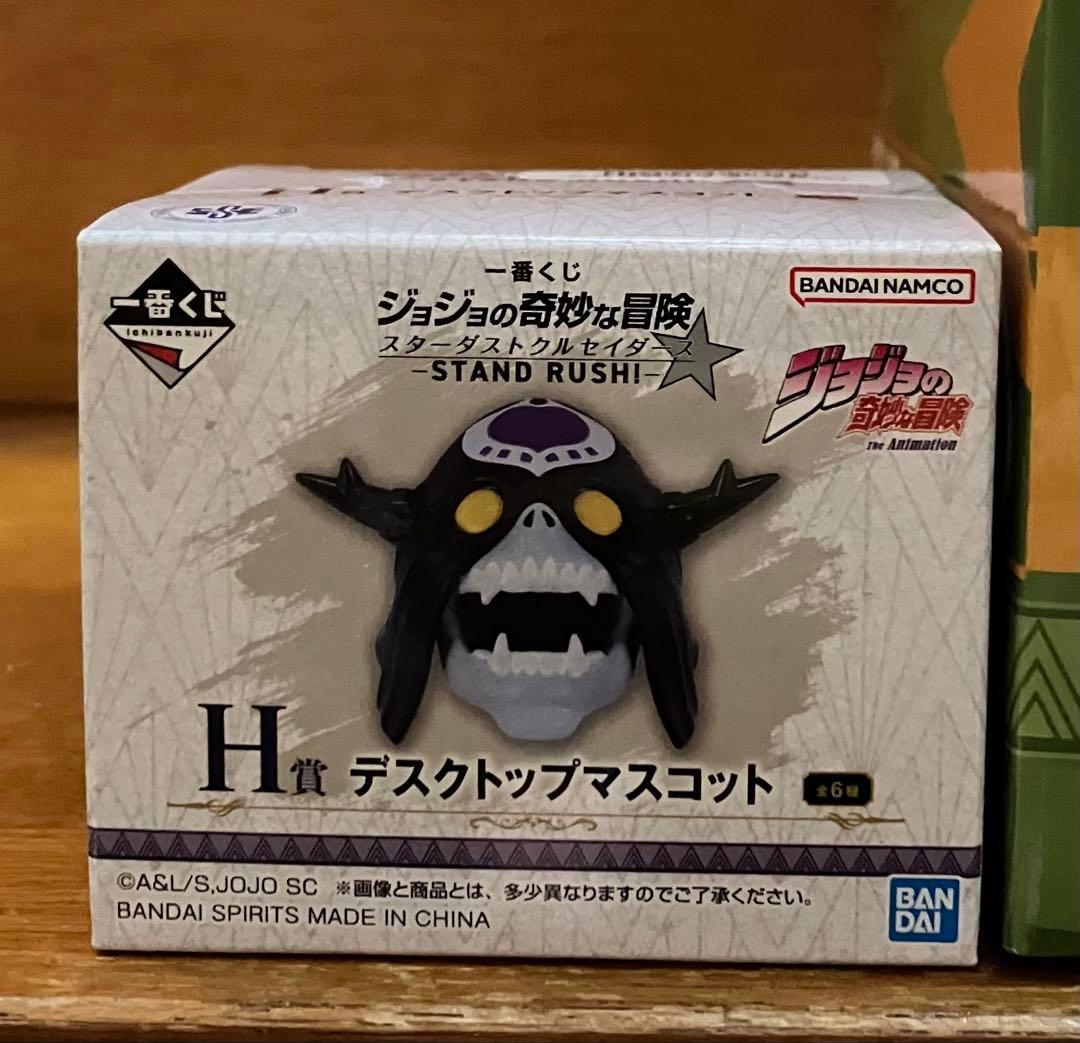 一番くじ
ichibankuji
一番くじ
ジョジョの奇妙な冒険
スターダストクルセイダース
-STAND RUSH!-
BANDAI NAMCO
ジョジョの
奇妙な冒険
The Animation
H賞 デスクトップマスコット 全6種
©A&L/S,JOJO SC ※画像と商品とは、多少異なりますのでご了承ください。
BANDAI SPIRITS MADE IN CHINA
BAN
DAI